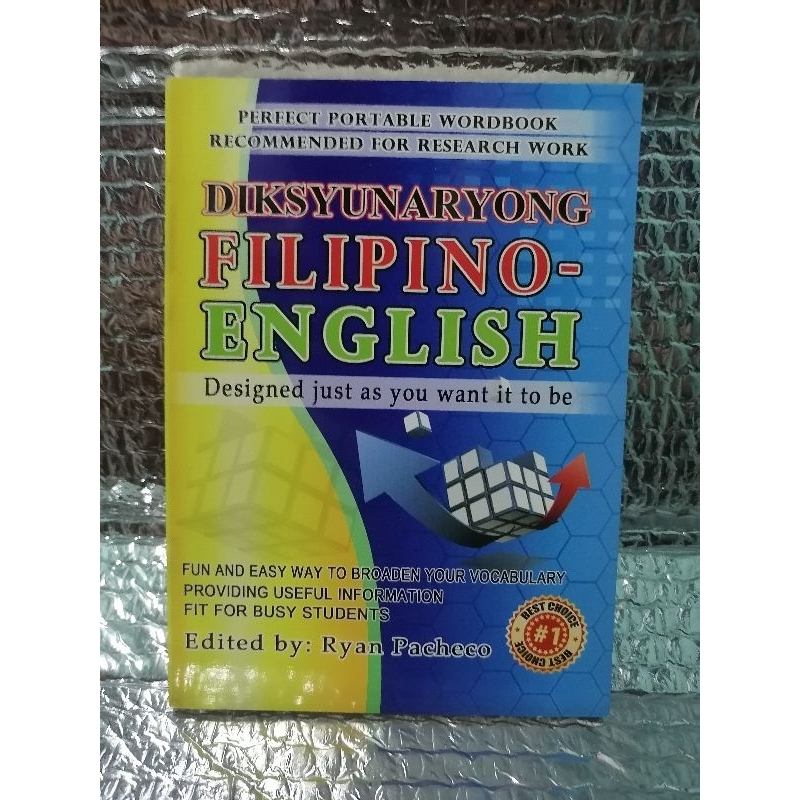 PERFECT PORTABLE WORDBOOK
RECOMMENDED FOR RESEARCH WORK
DIKSYUNARYONG
FILIPINO-
ENGLISH
Designed just as you want it to be
FUN AND EASY WAY TO BROADEN YOUR VOCABULARY
PROVIDING USEFUL INFORMATION
FIT FOR BUSY STUDENTS
Edited by: Ryan Pacheco
BEST CHOICE
#1
BEST CHOICE